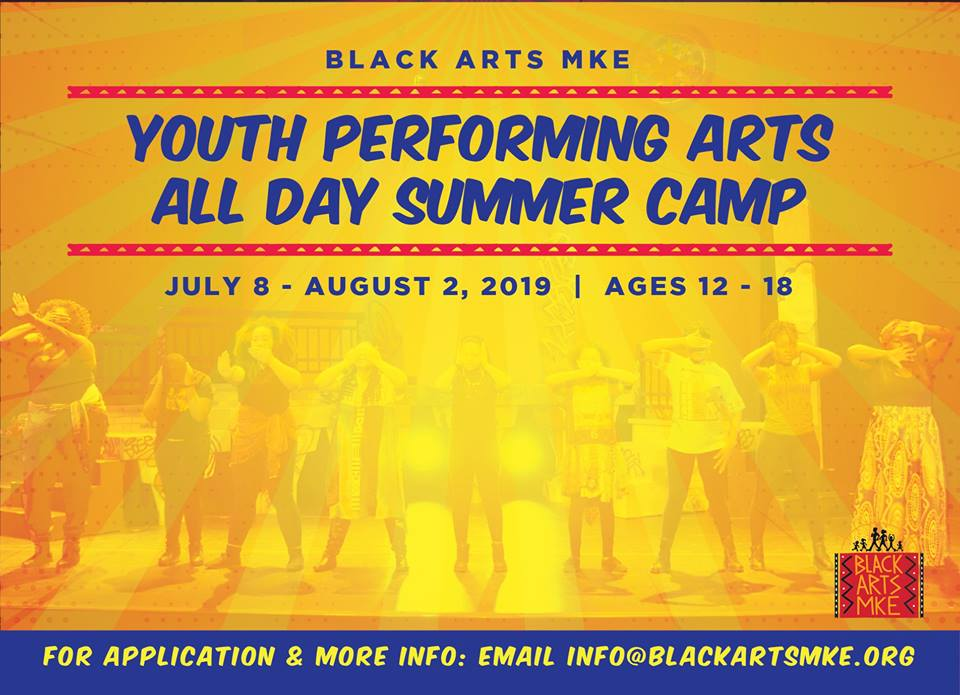 BLACK ARTS MKE
YOUTH PERFORMING ARTS
ALL DAY SUMMER CAMP
JULY 8 - AUGUST 2, 2019 | AGES 12 - 18
BLACK
ARTS
MKE
FOR APPLICATION & MORE INFO: EMAIL INFO@BLACKARTSMKE.ORG